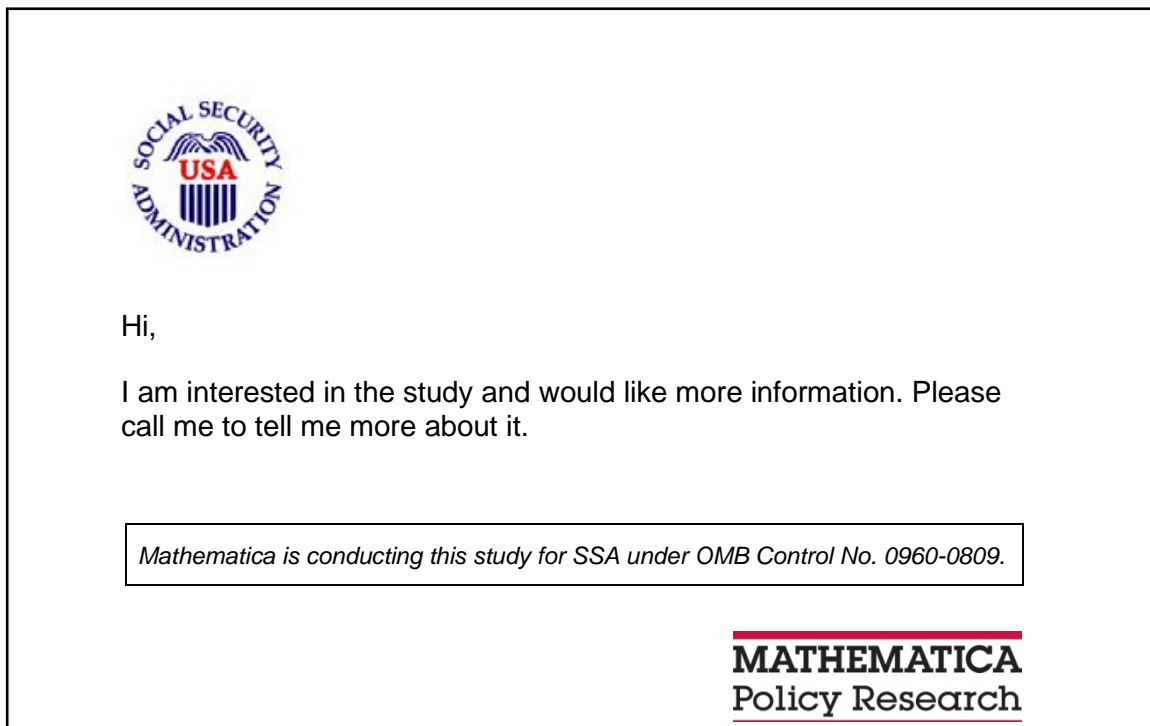 SOCIAL SECURITY
USA
ADMINISTRATION
Hi,
I am interested in the study and would like more information. Please
call me to tell me more about it.
Mathematica is conducting this study for SSA under OMB Control No. 0960-0809.
MATHEMATICA
Policy Research